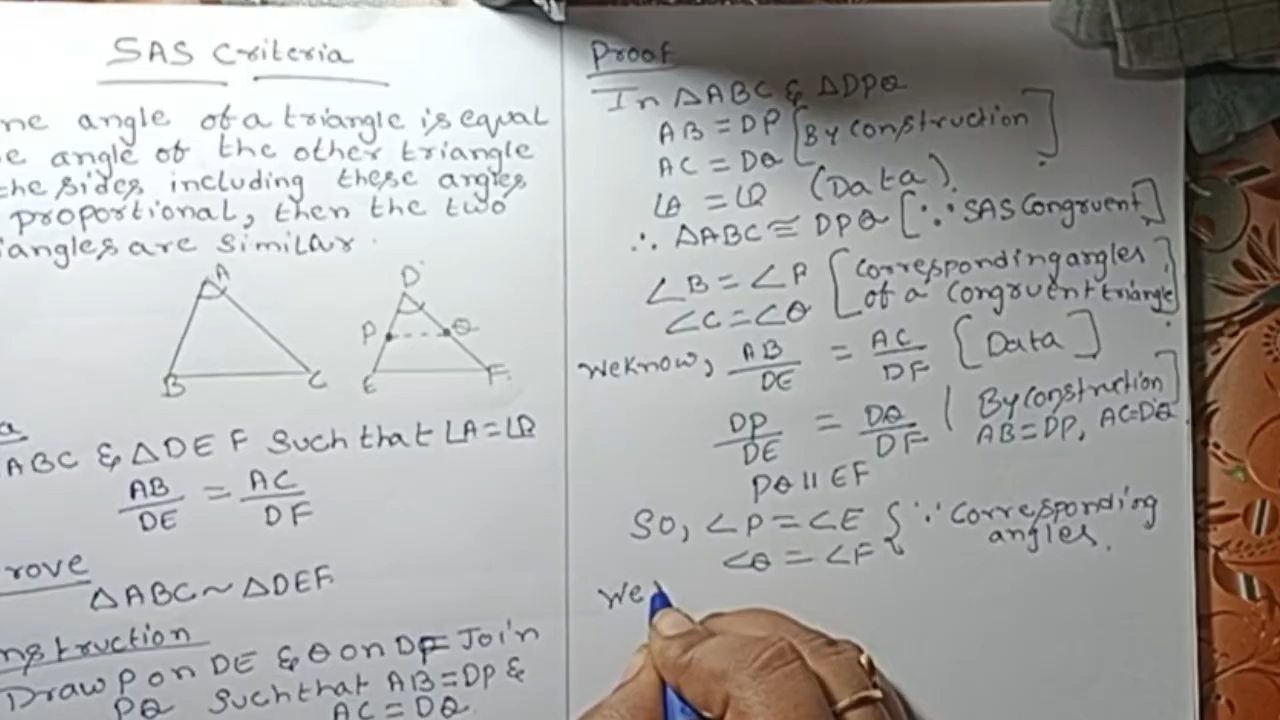 SAS Criteria
ne angle of a triangle is equal
e angle of the other triangle
the sides including these angles
proportional, then the two
iangles are similar.
A
B
C
D
P
Q
E
F
a
ABC & ΔDEF such that ∠A = ∠D
AB/DE = AC/DF
rove
ΔABC ~ ΔDEF
nstruction
Draw P on DE & Q on DF Join
PQ Such that AB = DP &
AC = DQ
Proof
In ΔABC & ΔDPQ
AB = DP [By construction]
AC = DQ
∠A = ∠D (Data).
∴ ΔABC ≅ DPQ [∵ SAS Congruent]
∠B = ∠P [Corresponding angles
∠C = ∠Q of a congruent triangle].
We know, AB/DE = AC/DF [Data]
DP/DE = DQ/DF ( By construction
AB = DP, AC = DQ]
PQ || EF
So, ∠P = ∠E {∵ Corresponding
∠Q = ∠F angles.
We